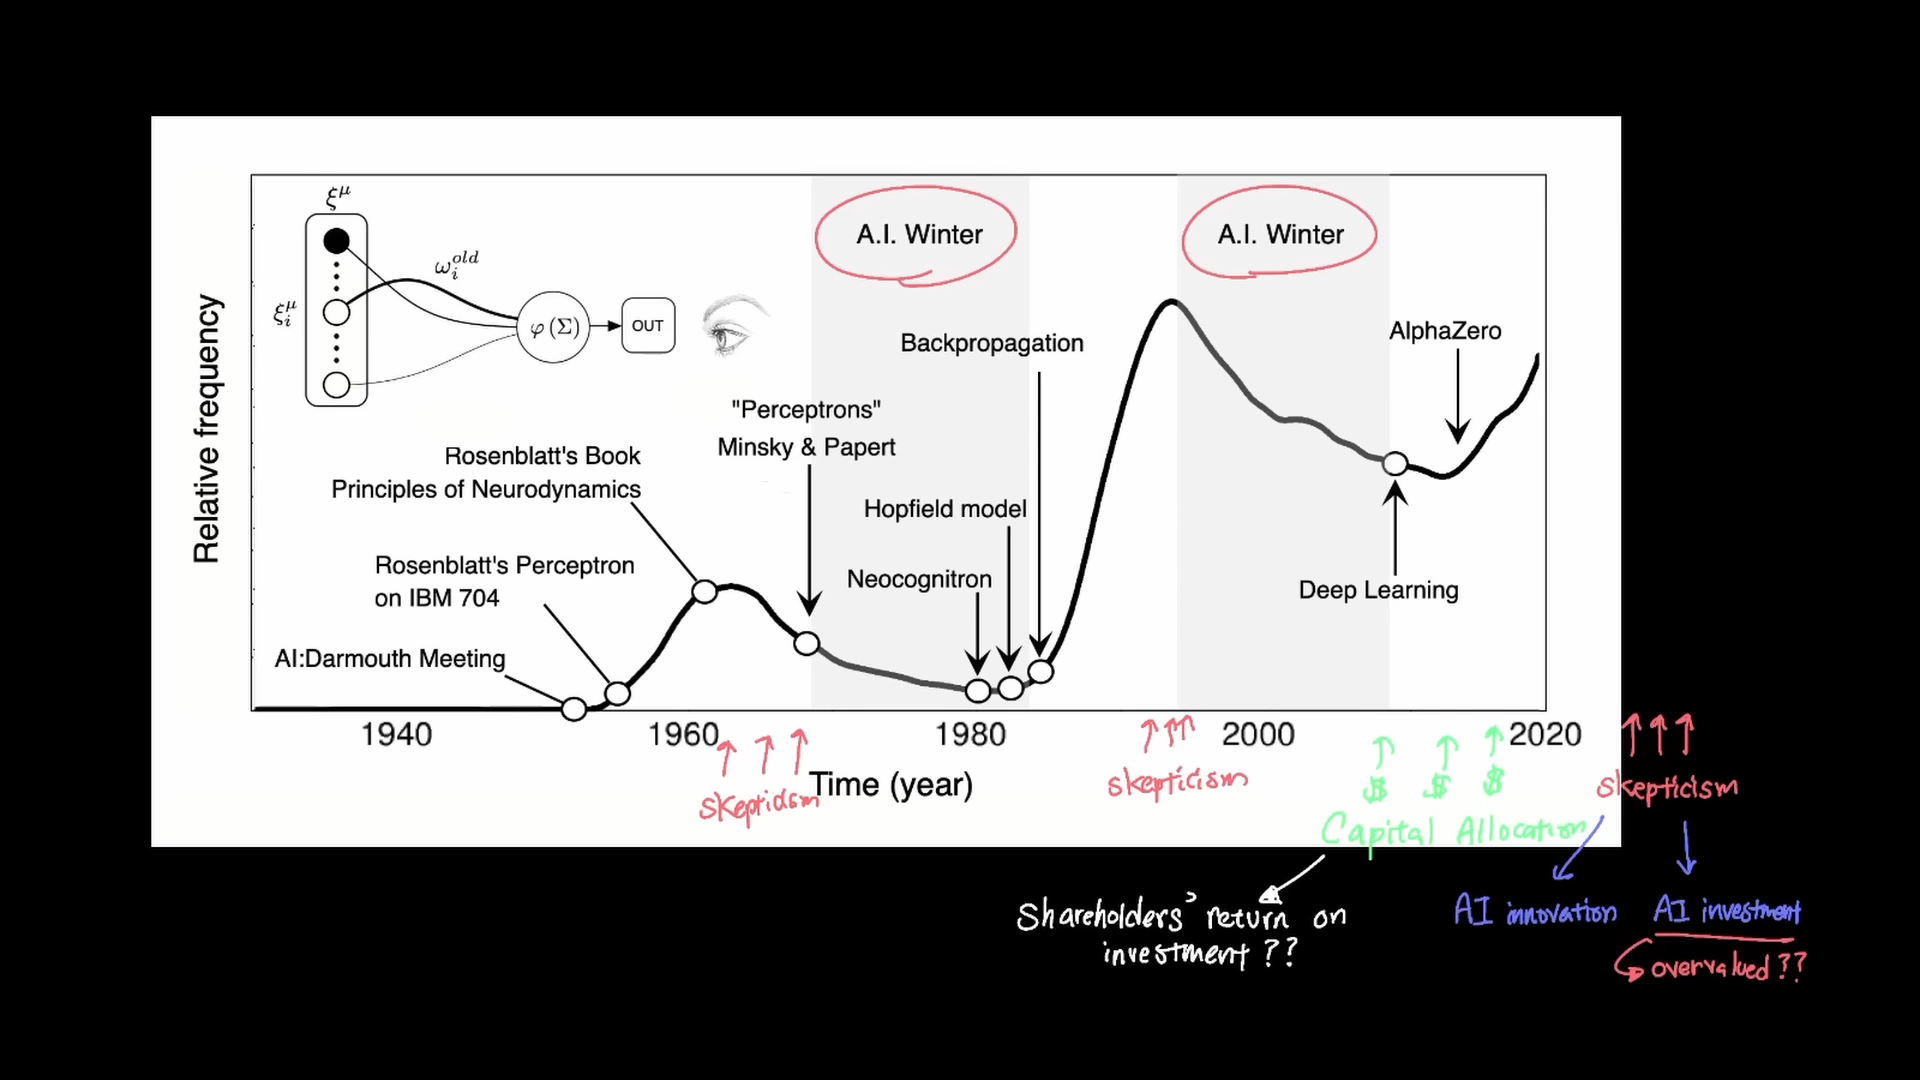 ξ^μ
A.I. Winter
A.I. Winter
ω_i^old
ξ_i^μ
φ(Σ)
OUT
Backpropagation
AlphaZero
"Perceptrons"
Minsky & Papert
Rosenblatt's Book
Principles of Neurodynamics
Hopfield model
Rosenblatt's Perceptron
on IBM 704
Neocognitron
Deep Learning
AI:Darmouth Meeting
Relative frequency
1940
1960
1980
2000
2020
Time (year)
skepticism
skepticism
$ $ $
skepticism
Capital Allocation
Shareholders' return on
investment ??
AI innovation
AI investment
overvalued ??